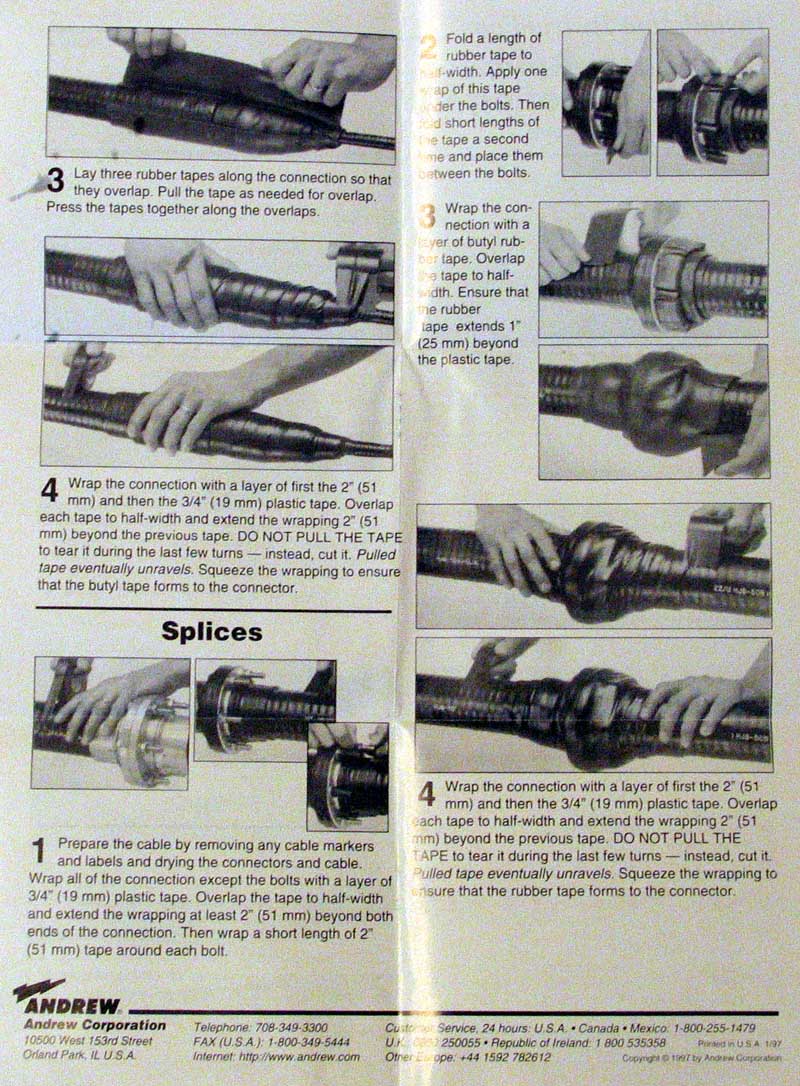 3 Lay three rubber tapes along the connection so that
they overlap. Pull the tape as needed for overlap.
Press the tapes together along the overlaps.
4 Wrap the connection with a layer of first the 2" (51
mm) and then the 3/4" (19 mm) plastic tape. Overlap
each tape to half-width and extend the wrapping 2" (51
mm) beyond the previous tape. DO NOT PULL THE TAPE
to tear it during the last few turns — instead, cut it. Pulled
tape eventually unravels. Squeeze the wrapping to ensure
that the butyl tape forms to the connector.
Splices
1 Prepare the cable by removing any cable markers
and labels and drying the connectors and cable.
Wrap all of the connection except the bolts with a layer of
3/4" (19 mm) plastic tape. Overlap the tape to half-width
and extend the wrapping at least 2" (51 mm) beyond both
ends of the connection. Then wrap a short length of 2"
(51 mm) tape around each bolt.
2 Fold a length of
rubber tape to
half-width. Apply one
wrap of this tape
under the bolts. Then
fold short lengths of
the tape a second
time and place them
between the bolts.
3 Wrap the con-
nection with a
layer of butyl rub-
ber tape. Overlap
the tape to half-
width. Ensure that
the rubber
tape extends 1"
(25 mm) beyond
the plastic tape.
4 Wrap the connection with a layer of first the 2" (51
mm) and then the 3/4" (19 mm) plastic tape. Overlap
each tape to half-width and extend the wrapping 2" (51
mm) beyond the previous tape. DO NOT PULL THE
TAPE to tear it during the last few turns — instead, cut it.
Pulled tape eventually unravels. Squeeze the wrapping to
ensure that the rubber tape forms to the connector.
ANDREW
Andrew Corporation
10500 West 153rd Street
Orland Park, IL U.S.A.
Telephone: 708-349-3300
FAX (U.S.A.): 1-800-349-5444
Internet: http://www.andrew.com
Customer Service, 24 hours: U.S.A. • Canada • Mexico: 1-800-255-1479
U.K.: 250055 • Republic of Ireland: 1 800 535358
Other Europe: +44 1592 782612
Printed in U.S.A. 1/97
Copyright © 1997 by Andrew Corporation